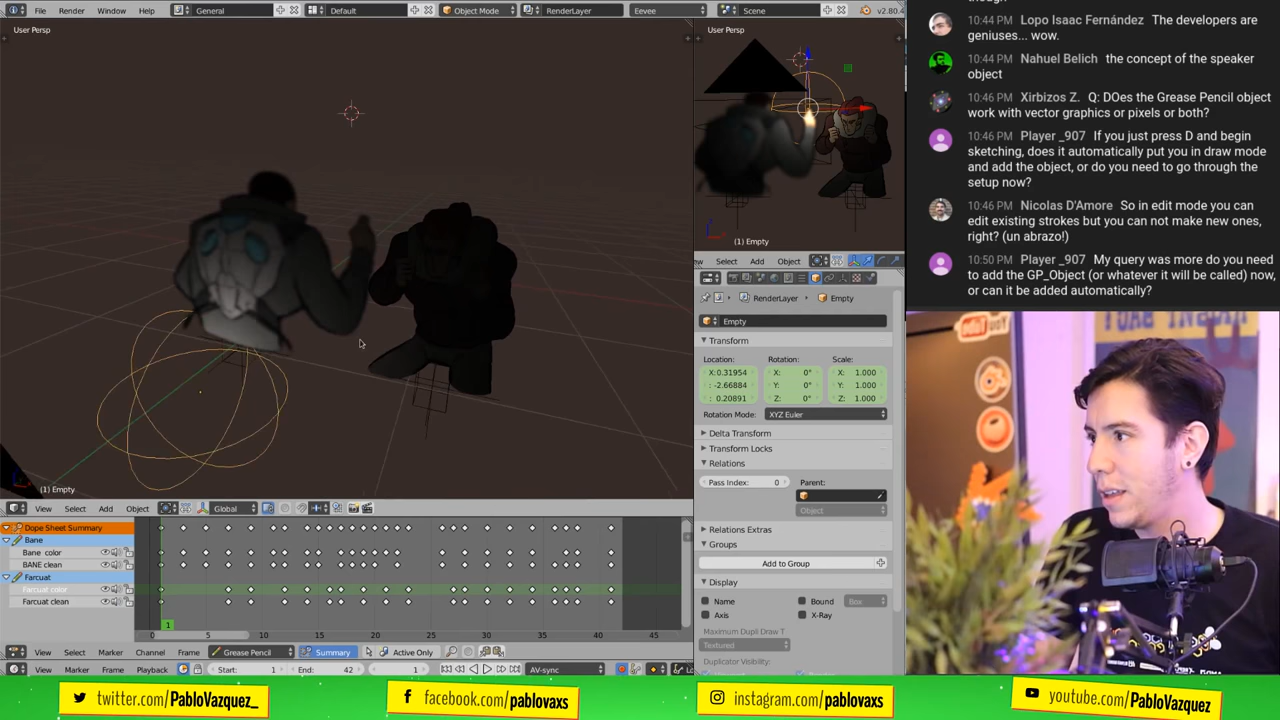 File Render Window Help General Default Object Mode RenderLayer Eevee Scene v2.80.4
User Persp
(1) Empty
View Select Add Object Global
User Persp
(1) Empty
Select Add Object
RenderLayer Empty
Empty
Transform
Location: Rotation: Scale:
X:0.31954 X: 0° X: 1.000
: -2.66884 Y: 0° Y: 1.000
: 0.20891 Z: 0° Z: 1.000
Rotation Mode: XYZ Euler
Delta Transform
Transform Locks
Relations
Pass Index: 0 Parent:
Object
Relations Extras
Groups
Add to Group
Display
Name Bound Box
Axis X-Ray
Maximum Dupli Draw T
Textured
Duplicator Visibility:
Dope Sheet Summary
Bane
Bane_color
BANE clean
Farcuat
Farcuat color
Farcuat clean
1
0 5 10 15 20 25 30 35 40 45
View Select Marker Channel Frame Grease Pencil Summary Active Only
View Marker Frame Playback Start: 1 End: 42 1 AV-sync
10:44 PM Lopo Isaac Fernández The developers are
geniuses... wow.
10:44 PM Nahuel Belich the concept of the speaker
object
10:46 PM Xirbizos Z. Q: DOes the Grease Pencil object
work with vector graphics or pixels or both?
10:46 PM Player _907 If you just press D and begin
sketching, does it automatically put you in draw mode
and add the object, or do you need to go through the
setup now?
10:46 PM Nicolas D'Amore So in edit mode you can
edit existing strokes but you can not make new ones,
right? (un abrazo!)
10:50 PM Player _907 My query was more do you need
to add the GP_Object (or whatever it will be called) now,
or can it be added automatically?
twitter.com/PabloVazquez_
facebook.com/pablovaxs
instagram.com/pablovaxs
youtube.com/PabloVazquez